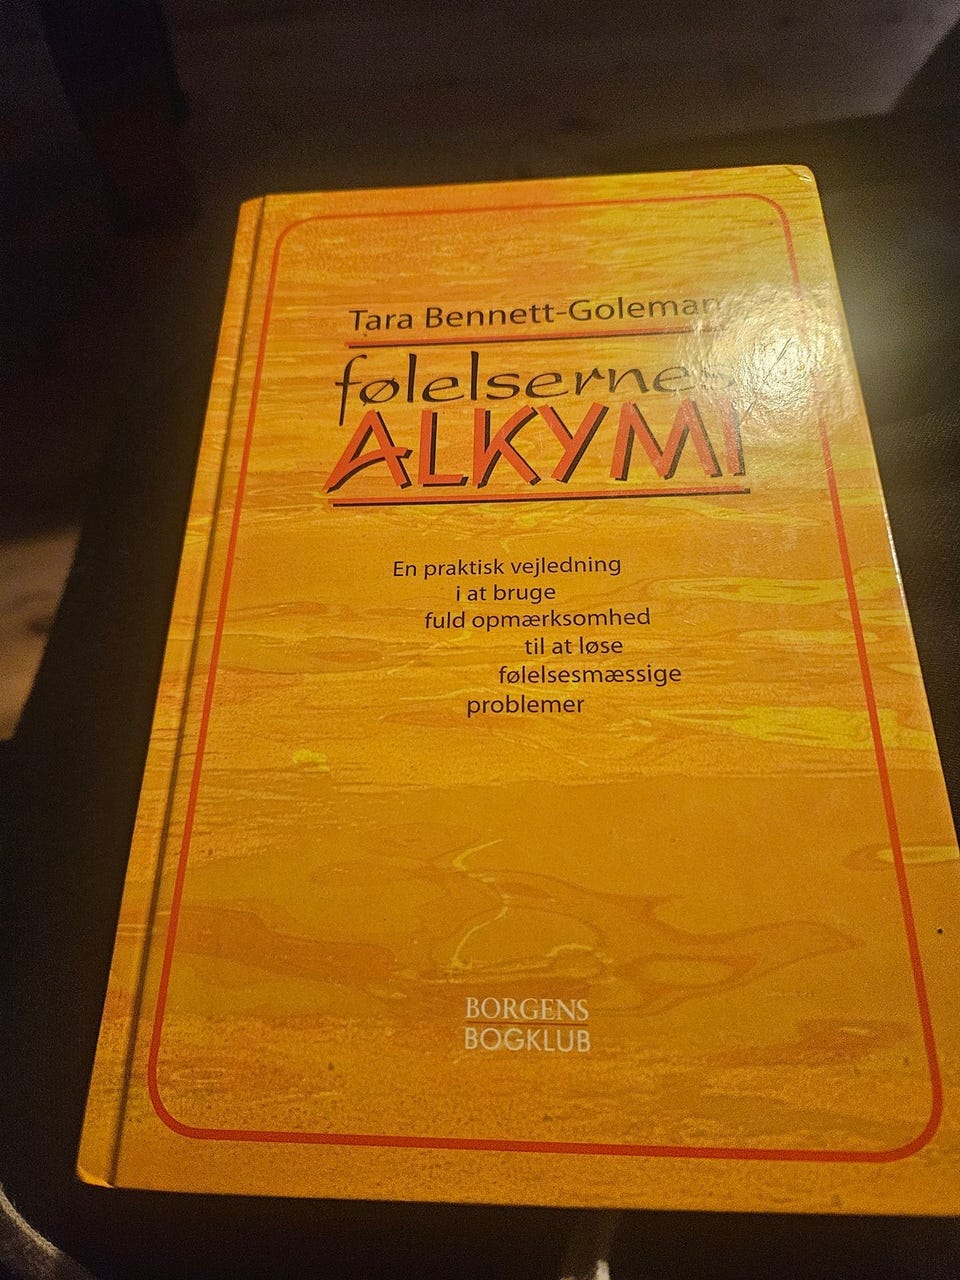 Tara Bennett-Goleman
følelsernes
ALKYMI
En praktisk vejledning
i at bruge
fuld opmærksomhed
til at løse
følelsesmæssige
problemer
BORGENS
BOGKLUB